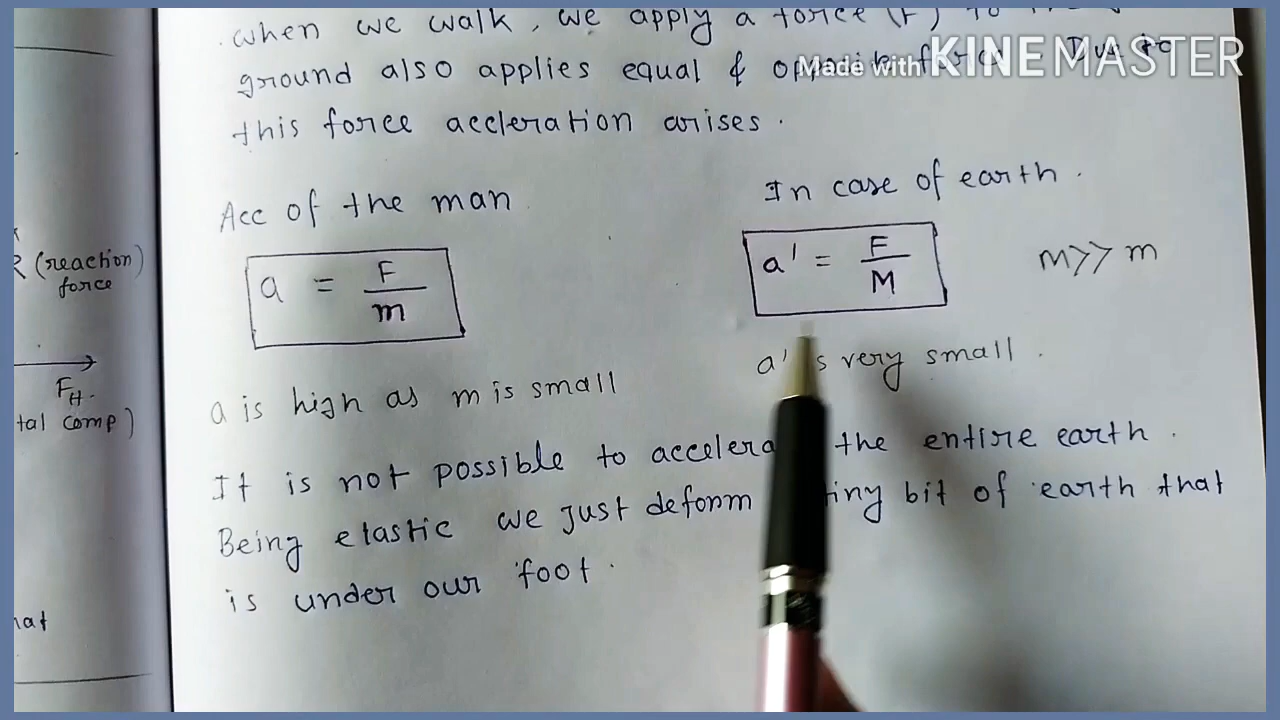 when we walk, we apply a force (F) to
ground also applies equal & Due to
this force accleration arises.
Made with KINEMASTER
Acc of the man
a = F/m
a is high as m is small
In case of earth.
a' = F/M
M>> m
a' is very small.
It is not possible to accelera the entire earth.
Being elastic we just deform tiny bit of earth that
is under our foot.
R (reaction)
force
FH.
tal comp)
hat